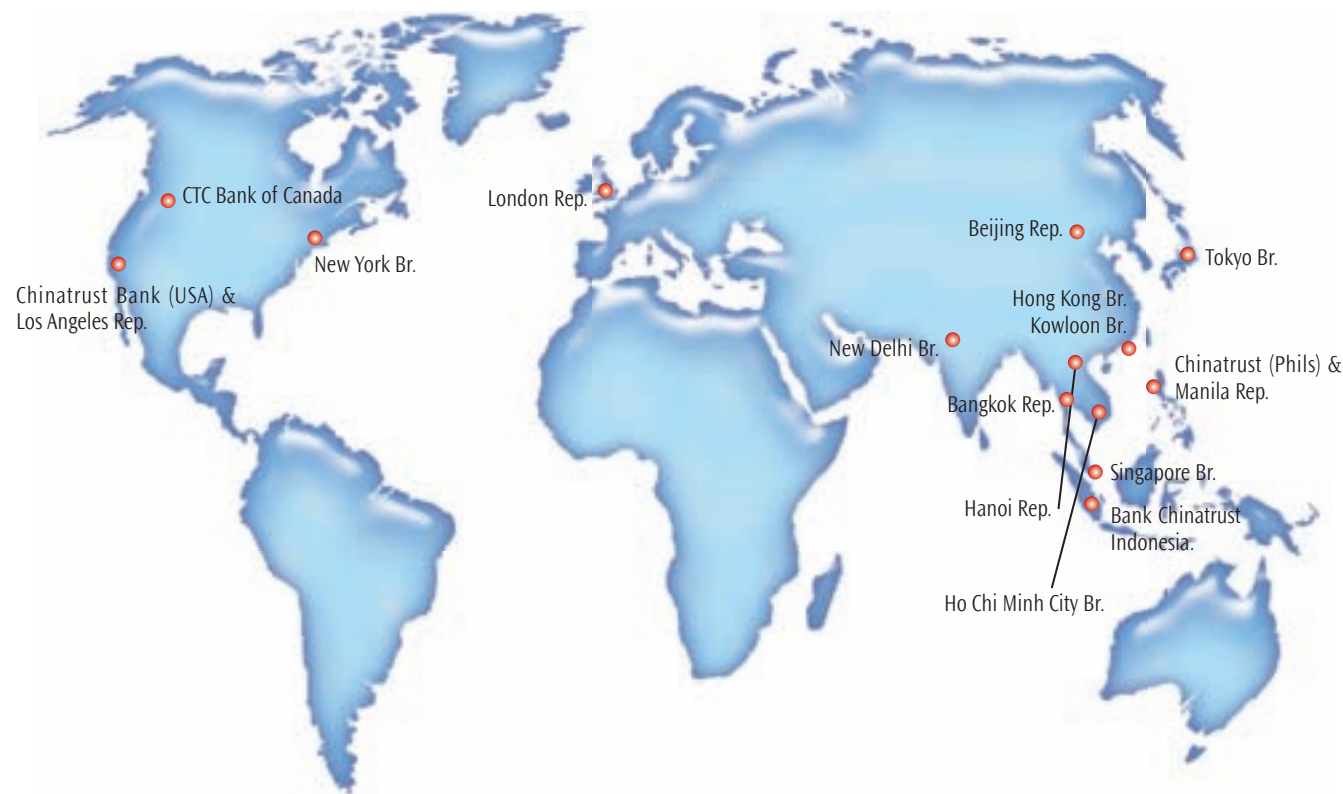 CTC Bank of Canada
London Rep.
New York Br.
Chinatrust Bank (USA) &
Los Angeles Rep.
Beijing Rep.
Tokyo Br.
Hong Kong Br.
Kowloon Br.
New Delhi Br.
Chinatrust (Phils) &
Manila Rep.
Bangkok Rep.
Singapore Br.
Hanoi Rep.
Bank Chinatrust
Indonesia.
Ho Chi Minh City Br.